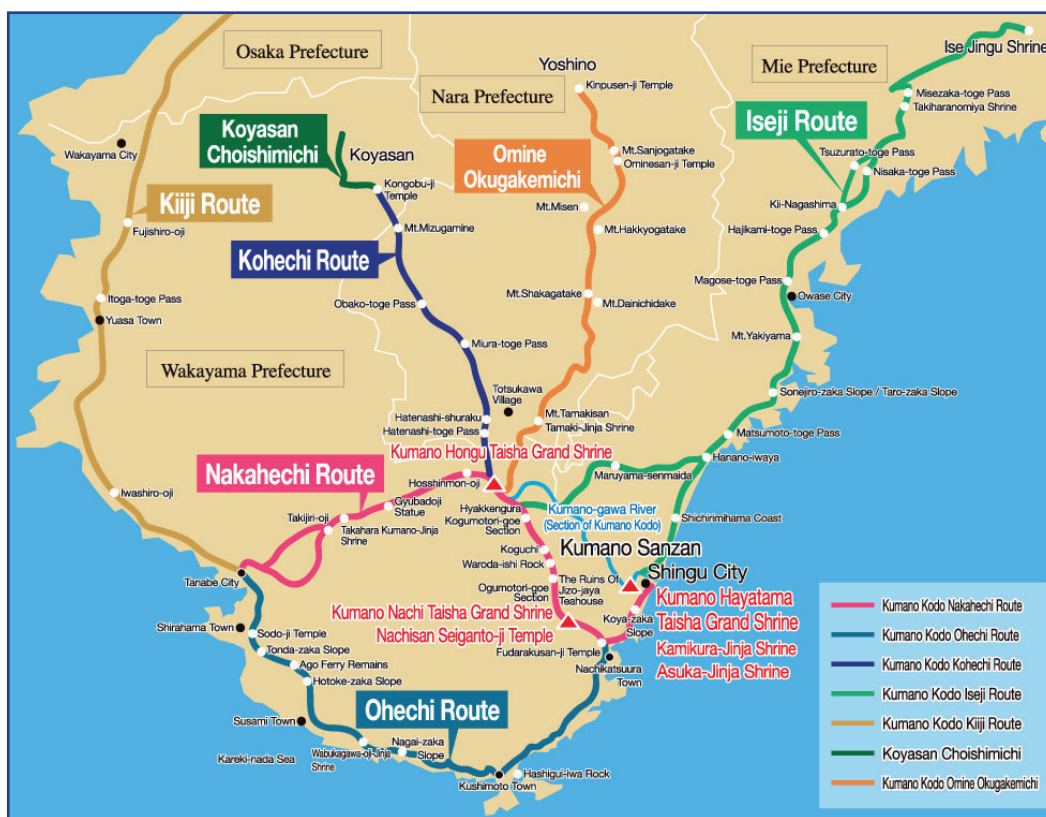 Osaka Prefecture
Nara Prefecture
Mie Prefecture
Wakayama Prefecture
Ise Jingu Shrine
Yoshino
Kinpusen-ji Temple
Misezaka-toge Pass
Takiharanomiya Shrine
Iseji Route
Koyasan
Choishimichi
Koyasan
Wakayama City
Omine
Okugakemichi
Mt.Sanjogatake
Ominesan-ji Temple
Tsuzurato-toge Pass
Nisaka-toge Pass
Kongobu-ji
Temple
Kiiji Route
Mt.Misen
Kii-Nagashima
Fujishiro-oji
Mt.Mizugamine
Mt.Hakkyogatake
Hajikami-toge Pass
Kohechi Route
Magose-toge Pass
Owase City
Itoga-toge Pass
Yuasa Town
Obako-toge Pass
Mt.Shakagatake
Mt.Dainichidake
Miura-toge Pass
Mt.Yakiyama
Totsukawa
Village
Sonejiro-zaka Slope / Taro-zaka Slope
Hatenashi-shuraku
Hatenashi-toge Pass
Mt.Tamakisan
Tamaki-Jinja Shrine
Matsumoto-toge Pass
Kumano Hongu Taisha Grand Shrine
Hanano-iwaya
Nakahechi Route
Hosshinmon-oji
Maruyama-senmaida
Iwashiro-oji
Gyubadoji
Statue
Takijiri-oji
Takahara Kumano-Jinja
Shrine
Hyakkengura
Kogumotori-goe
Section
Kumano-gawa River
(Section of Kumano Kodo)
Shichirimihama Coast
Kumano Sanzan
Koguchi
Waroda-ishi Rock
Shingu City
Tanabe City
Ogumotori-goe
Section
The Ruins Of
Jizo-jaya
Teahouse
Kumano Hayatama
Taisha Grand Shrine
Kamikura-Jinja Shrine
Asuka-Jinja Shrine
Koya-zaka
Slope
Kumano Nachi Taisha Grand Shrine
Nachisan Seiganto-ji Temple
Fudarakusan-ji Temple
Nachikatsuura
Town
Shirahama Town
Sodo-ji Temple
Tonda-zaka Slope
Ago Ferry Remains
Hotoke-zaka Slope
Susami Town
Ohechi Route
Kareki-nada Sea
Wabukagawa-oji-Jinja
Shrine
Nagai-zaka
Slope
Kushimoto Town
Hashigui-iwa Rock
Kumano Kodo Nakahechi Route
Kumano Kodo Ohechi Route
Kumano Kodo Kohechi Route
Kumano Kodo Iseji Route
Kumano Kodo Kiiji Route
Koyasan Choishimichi
Kumano Kodo Omine Okugakemichi